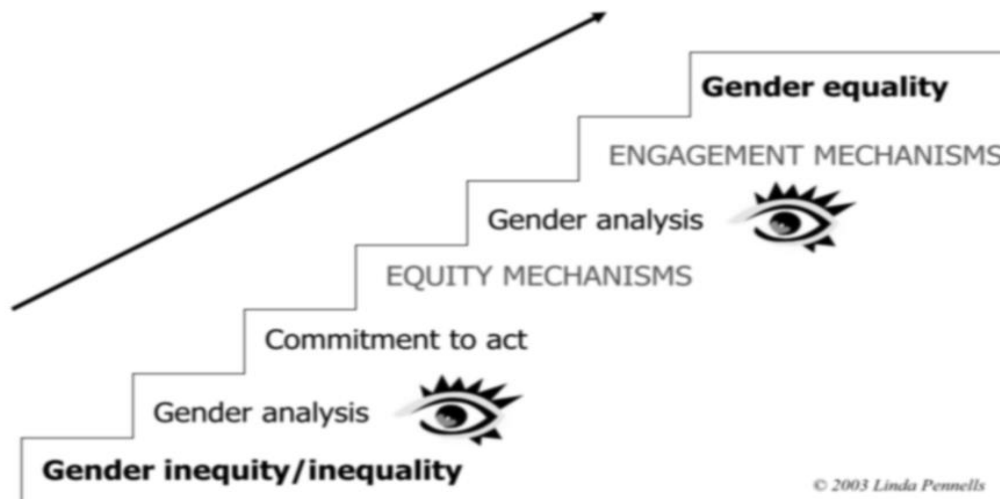 Gender equality
ENGAGEMENT MECHANISMS
Gender analysis
EQUITY MECHANISMS
Commitment to act
Gender analysis
Gender inequity/inequality
© 2003 Linda Pennells